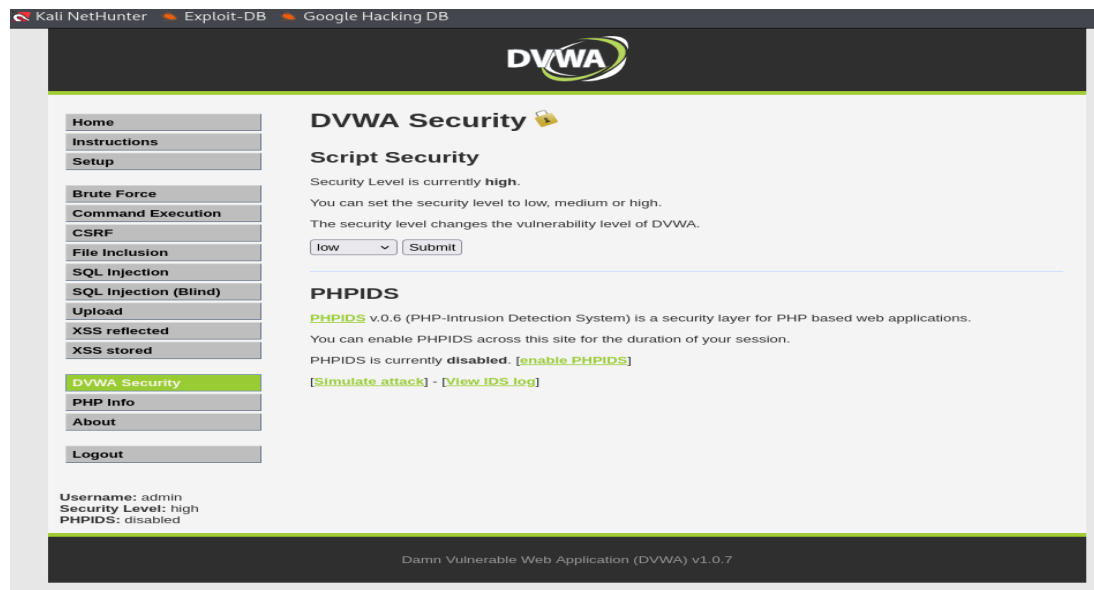 Kali NetHunter Exploit-DB Google Hacking DB
DVWA
Home
Instructions
Setup
Brute Force
Command Execution
CSRF
File Inclusion
SQL Injection
SQL Injection (Blind)
Upload
XSS reflected
XSS stored
DVWA Security
PHP Info
About
Logout
Username: admin
Security Level: high
PHPIDS: disabled
DVWA Security
Script Security
Security Level is currently high.
You can set the security level to low, medium or high.
The security level changes the vulnerability level of DVWA.
low Submit
PHPIDS
PHPIDS v.0.6 (PHP-Intrusion Detection System) is a security layer for PHP based web applications.
You can enable PHPIDS across this site for the duration of your session.
PHPIDS is currently disabled. [enable PHPIDS]
[Simulate attack] - [View IDS log]
Damn Vulnerable Web Application (DVWA) v1.0.7